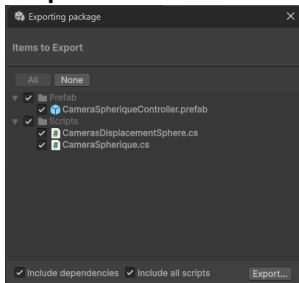 Exporting package
Items to Export
All None
Prefab
CameraSpheriqueController.prefab
Scripts
CamerasDisplacementSphere.cs
CameraSpherique.cs
Include dependencies Include all scripts Export...